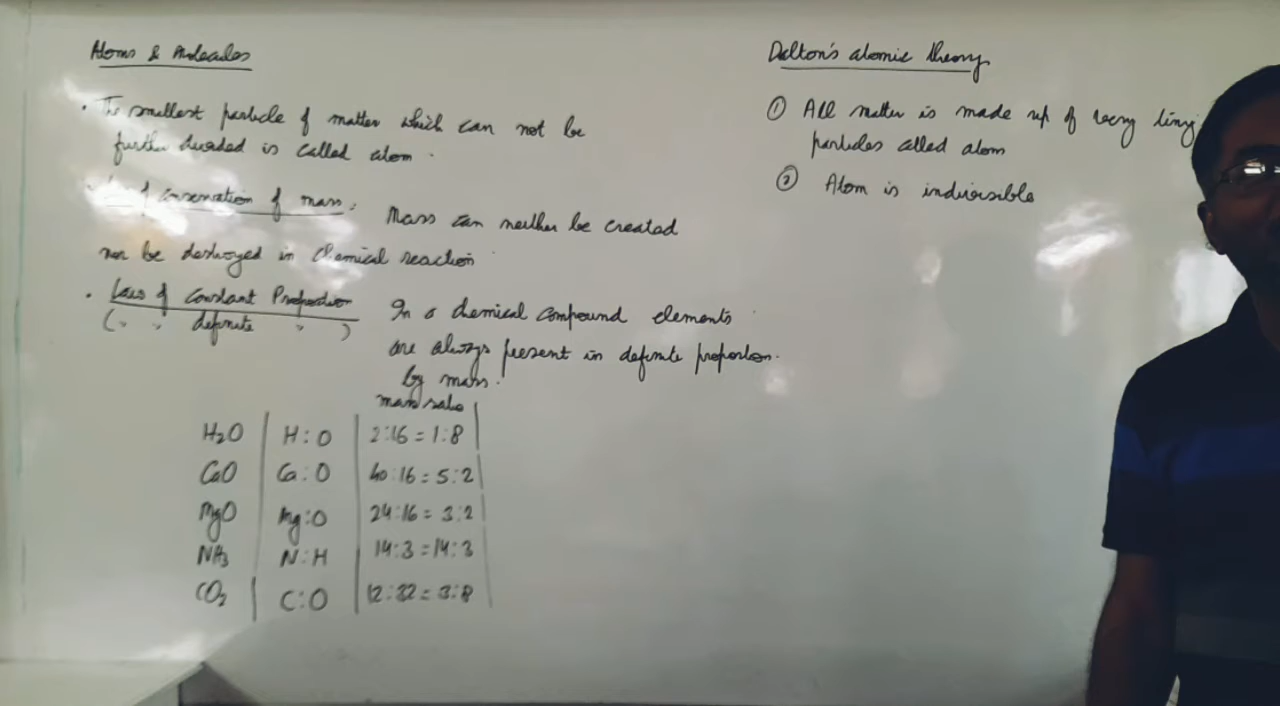 Atoms & Molecules
• The smallest particle of matter which can not be
further divided is called atom.
of conservation of mass: Mass can neither be created
nor be destroyed in chemical reaction
• Law of Constant Proportion In a chemical compound elements
(" " definite " ) are always present in definite proportion.
by mass.
mass ratio
H₂O | H:O | 2:16 = 1:8
CaO | Ca:O | 40:16 = 5:2
MgO | Mg:O | 24:16 = 3:2
NH₃ | N:H | 14:3 = 14:3
CO₂ | C:O | 12:32 = 3:8
Dalton's atomic theory
① All matter is made up of very tiny
particles called atom
② Atom is indivisible